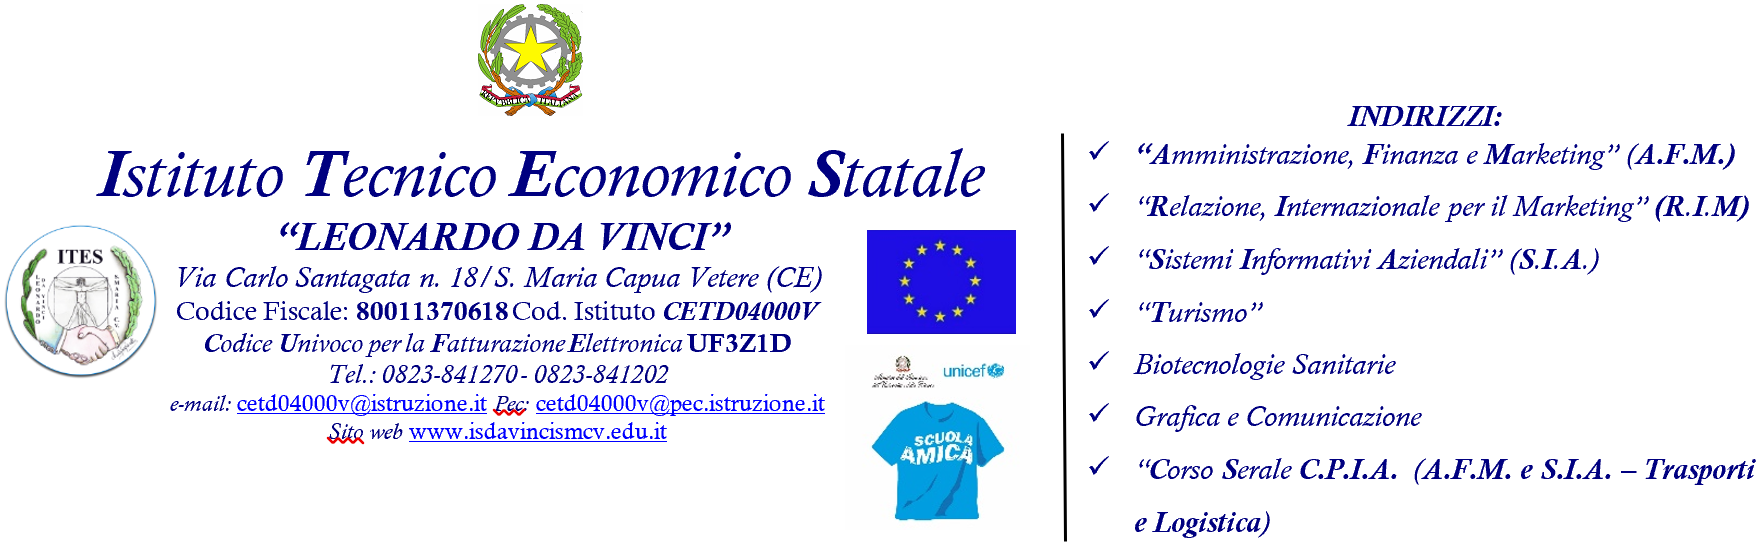 REPVBBLICA ITALIANA
Istituto Tecnico Economico Statale
“LEONARDO DA VINCI”
Via Carlo Santagata n. 18/S. Maria Capua Vetere (CE)
Codice Fiscale: 80011370618 Cod. Istituto CETD04000V
Codice Univoco per la Fatturazione Elettronica UF3Z1D
Tel.: 0823-841270 - 0823-841202
e-mail: cetd04000v@istruzione.it Pec: cetd04000v@pec.istruzione.it
Sito web www.isdavincismcv.edu.it
ITES
LEONARDO
unicef
SCUOLA
AMICA
INDIRIZZI:
“Amministrazione, Finanza e Marketing” (A.F.M.)
“Relazione, Internazionale per il Marketing” (R.I.M)
“Sistemi Informativi Aziendali” (S.I.A.)
“Turismo”
Biotecnologie Sanitarie
Grafica e Comunicazione
“Corso Serale C.P.I.A. (A.F.M. e S.I.A. – Trasporti
e Logistica)